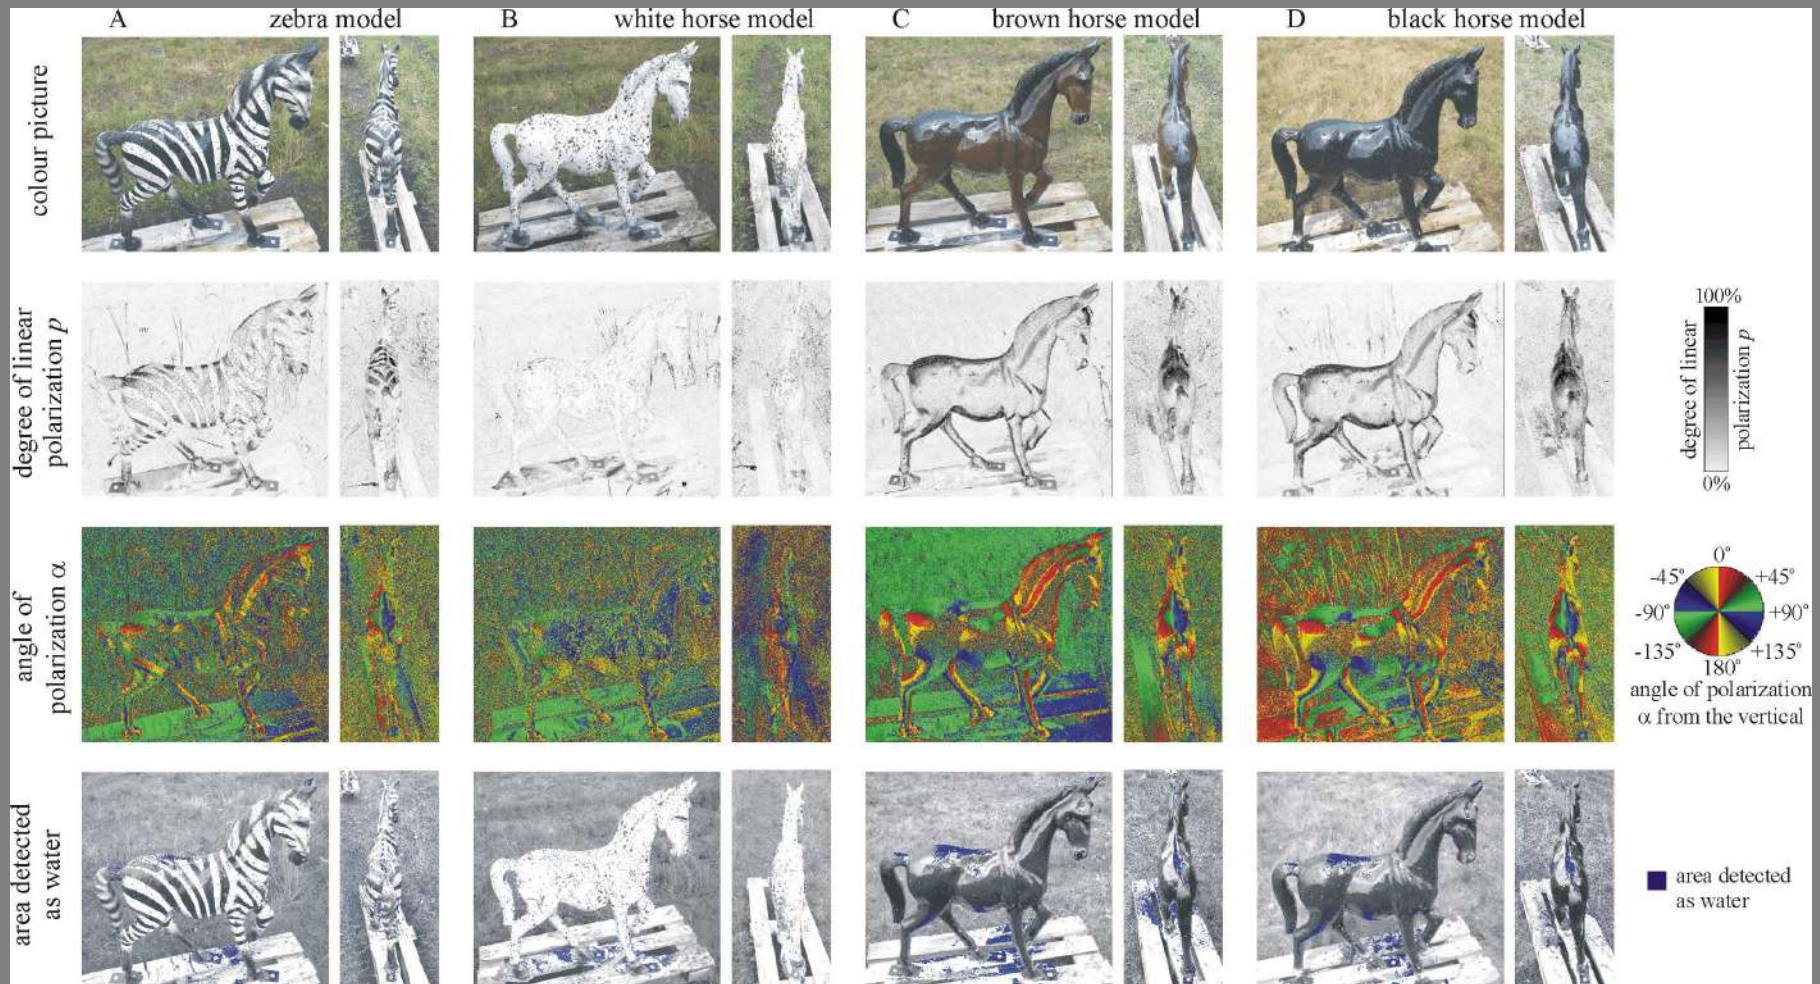 A zebra model B white horse model C brown horse model D black horse model
colour picture
degree of linear
polarization p
100%
degree of linear
polarization p
0%
angle of
polarization α
0°
-45° +45°
-90° +90°
-135° +135°
180°
angle of polarization
α from the vertical
area detected
as water
area detected
as water